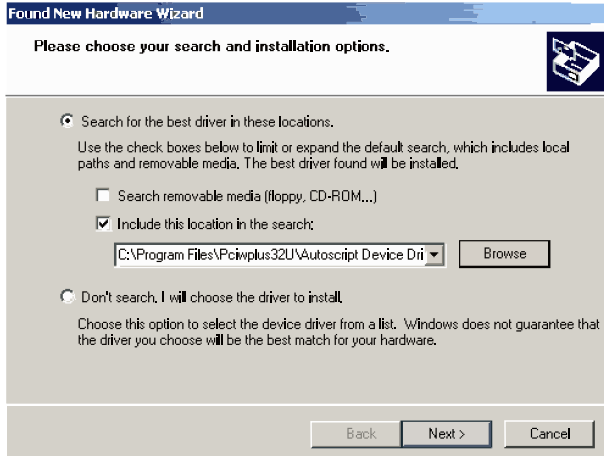 Found New Hardware Wizard
Please choose your search and installation options.
Search for the best driver in these locations.
Use the check boxes below to limit or expand the default search, which includes local
paths and removable media. The best driver found will be installed.
Search removable media (floppy, CD-ROM...)
Include this location in the search:
C:\Program Files\Pciwplus32U\Autoscript Device Dri
Browse
Don't search. I will choose the driver to install.
Choose this option to select the device driver from a list. Windows does not guarantee that
the driver you choose will be the best match for your hardware.
Back
Next >
Cancel